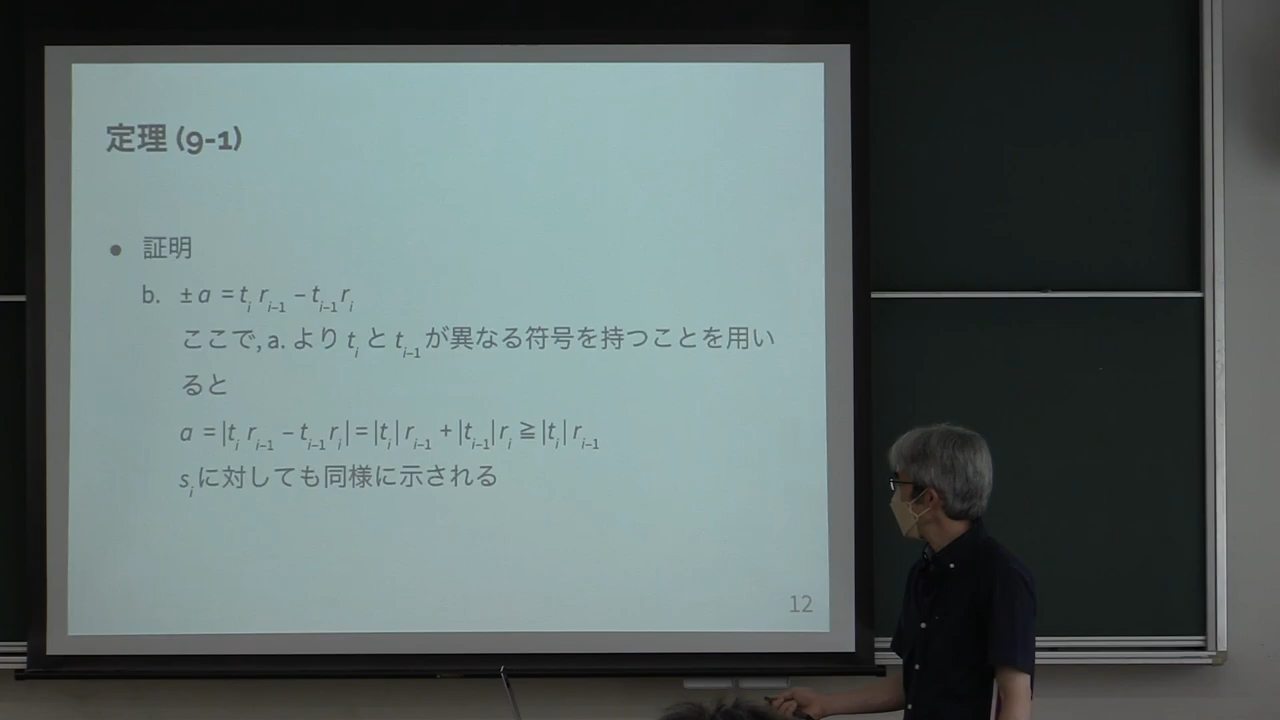 定理 (9-1)
● 証明
b. ± a = t_i r_{i–1} – t_{i–1} r_i
ここで, a. より t_i と t_{i–1} が異なる符号を持つことを用い
ると
a = |t_i r_{i–1} – t_{i–1} r_i| = |t_i| r_{i–1} + |t_{i–1}| r_i ≧ |t_i| r_{i–1}
s_i に対しても同様に示される
12